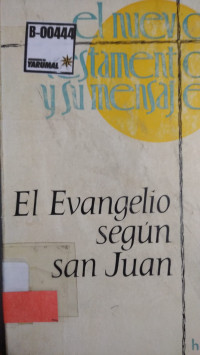 el nuevo
testamento
y su mensaje
B-00444
YARUMAL
El Evangelio
según
san Juan
h